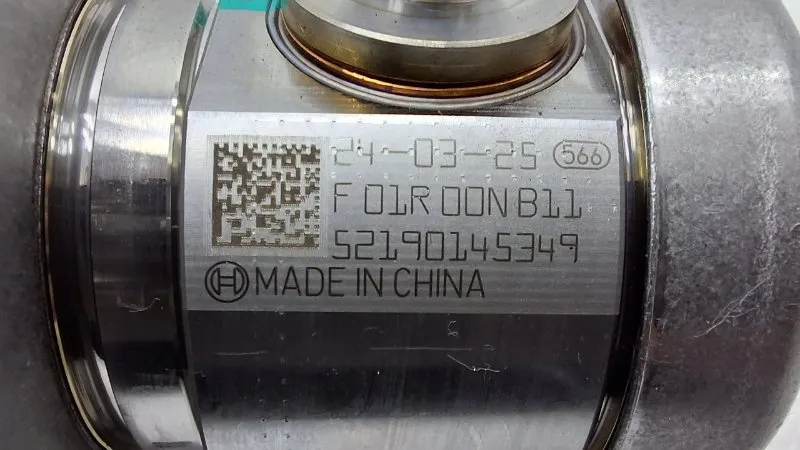 24-03-25 566
F 01R 00N B11
52190145349
MADE IN CHINA